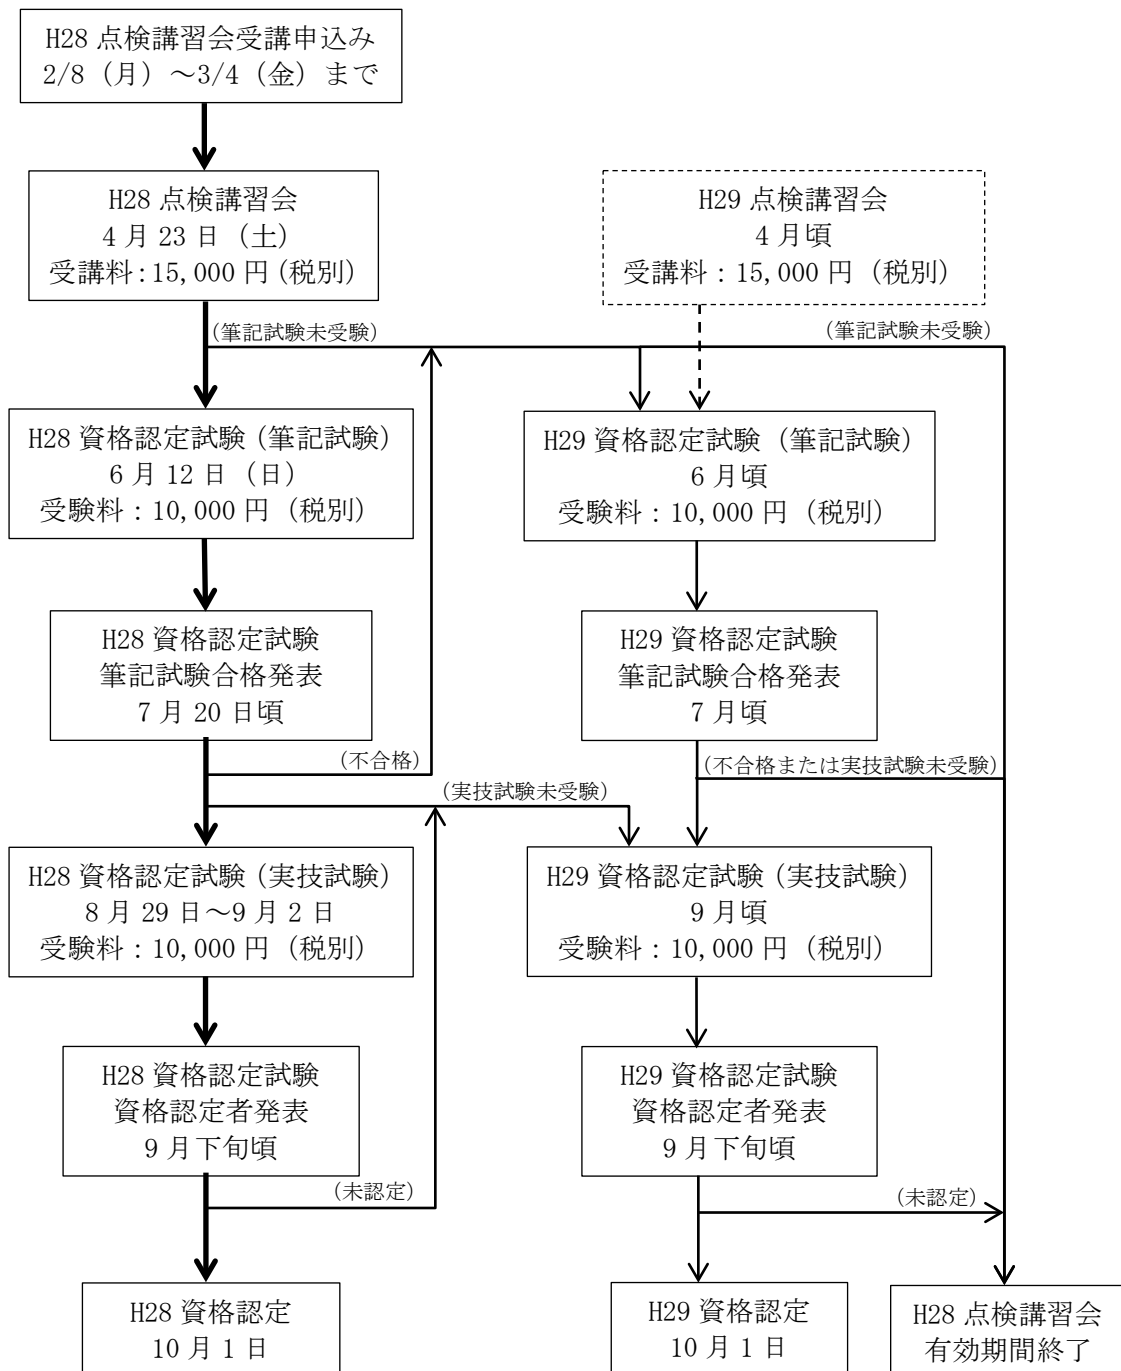 H28 点検講習会受講申込み
2/8（月）～3/4（金）まで
H28 点検講習会
4 月 23 日（土）
受講料：15,000 円（税別）
H29 点検講習会
4 月頃
受講料：15,000 円（税別）
（筆記試験未受験）
（筆記試験未受験）
H28 資格認定試験（筆記試験）
6 月 12 日（日）
受験料：10,000 円（税別）
H29 資格認定試験（筆記試験）
6 月頃
受験料：10,000 円（税別）
H28 資格認定試験
筆記試験合格発表
7 月 20 日頃
H29 資格認定試験
筆記試験合格発表
7 月頃
（不合格）
（不合格または実技試験未受験）
（実技試験未受験）
H28 資格認定試験（実技試験）
8 月 29 日～9 月 2 日
受験料：10,000 円（税別）
H29 資格認定試験（実技試験）
9 月頃
受験料：10,000 円（税別）
H28 資格認定試験
資格認定者発表
9 月下旬頃
H29 資格認定試験
資格認定者発表
9 月下旬頃
（未認定）
（未認定）
H28 資格認定
10 月 1 日
H29 資格認定
10 月 1 日
H28 点検講習会
有効期間終了